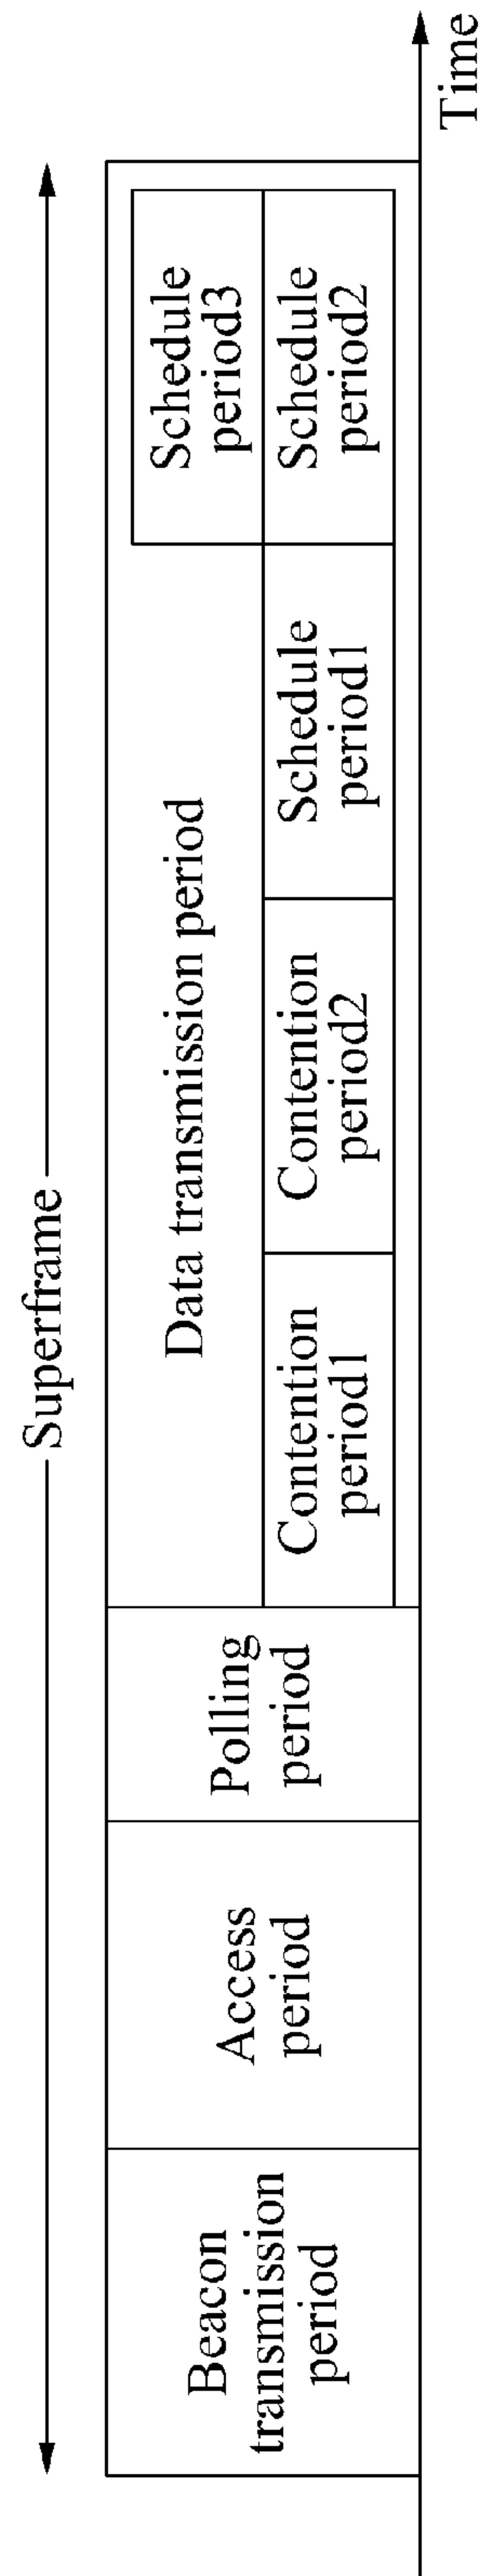 Superframe
Beacon
transmission
period
Access
period
Polling
period
Data transmission period
Contention
period1
Contention
period2
Schedule
period1
Schedule
period3
Schedule
period2
Time